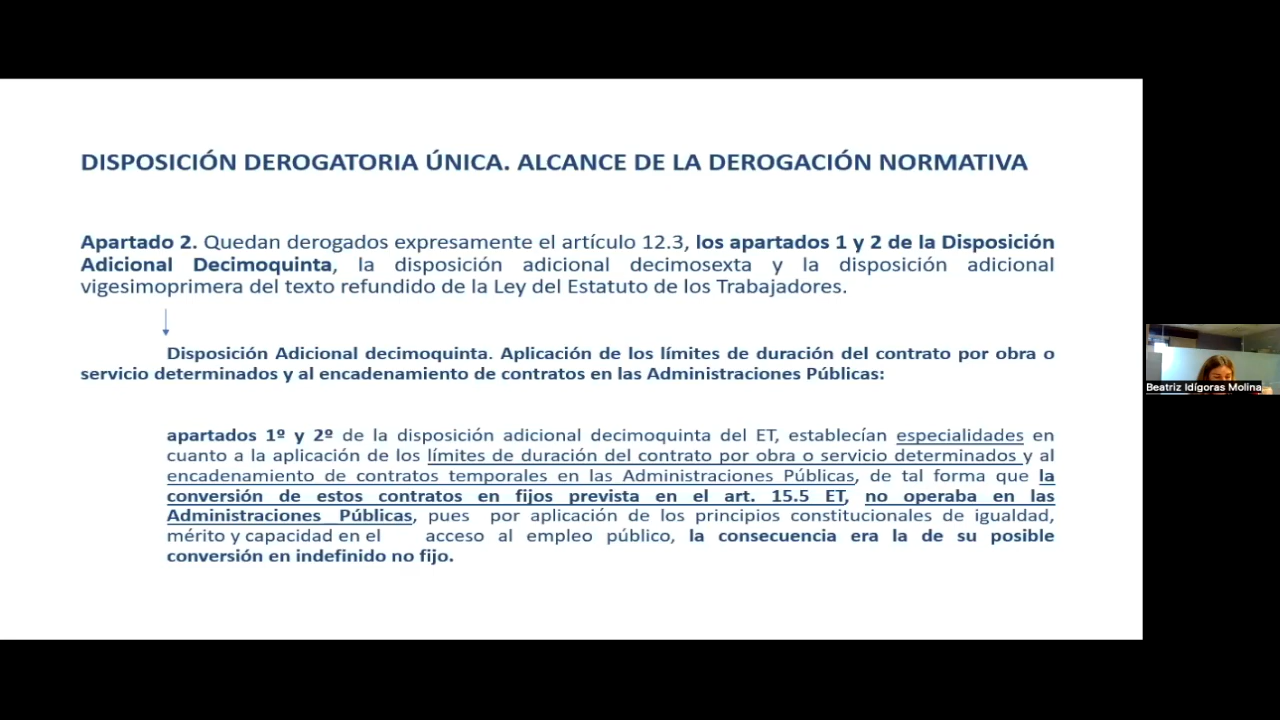 DISPOSICIÓN DEROGATORIA ÚNICA. ALCANCE DE LA DEROGACIÓN NORMATIVA
Apartado 2. Quedan derogados expresamente el artículo 12.3, los apartados 1 y 2 de la Disposición
Adicional Decimoquinta, la disposición adicional decimosexta y la disposición adicional
vigesimoprimera del texto refundido de la Ley del Estatuto de los Trabajadores.
Disposición Adicional decimoquinta. Aplicación de los límites de duración del contrato por obra o
servicio determinados y al encadenamiento de contratos en las Administraciones Públicas:
apartados 1º y 2º de la disposición adicional decimoquinta del ET, establecían especialidades en
cuanto a la aplicación de los límites de duración del contrato por obra o servicio determinados y al
encadenamiento de contratos temporales en las Administraciones Públicas, de tal forma que la
conversión de estos contratos en fijos prevista en el art. 15.5 ET, no operaba en las
Administraciones Públicas, pues por aplicación de los principios constitucionales de igualdad,
mérito y capacidad en el acceso al empleo público, la consecuencia era la de su posible
conversión en indefinido no fijo.
Beatriz Idígoras Molina